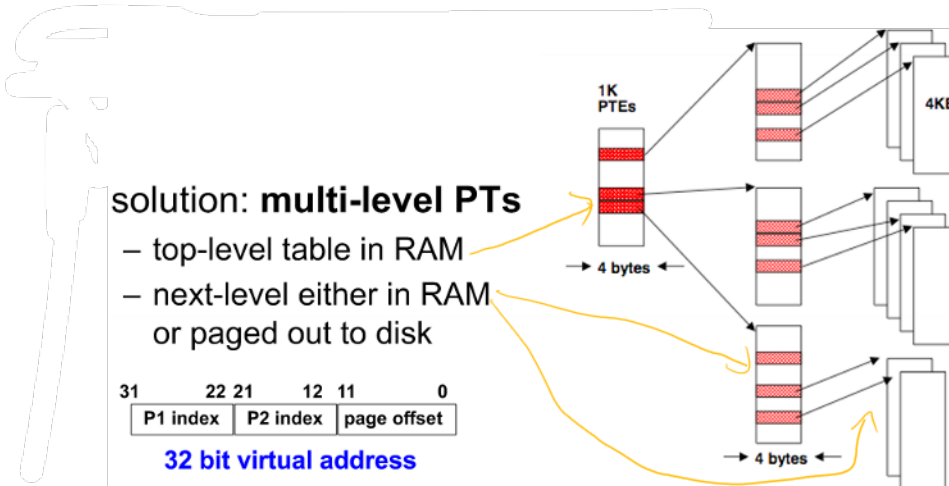 1K
PTEs
4KB
solution: multi-level PTs
– top-level table in RAM
4 bytes
– next-level either in RAM
or paged out to disk
31 22 21 12 11 0
P1 index P2 index page offset
4 bytes
32 bit virtual address